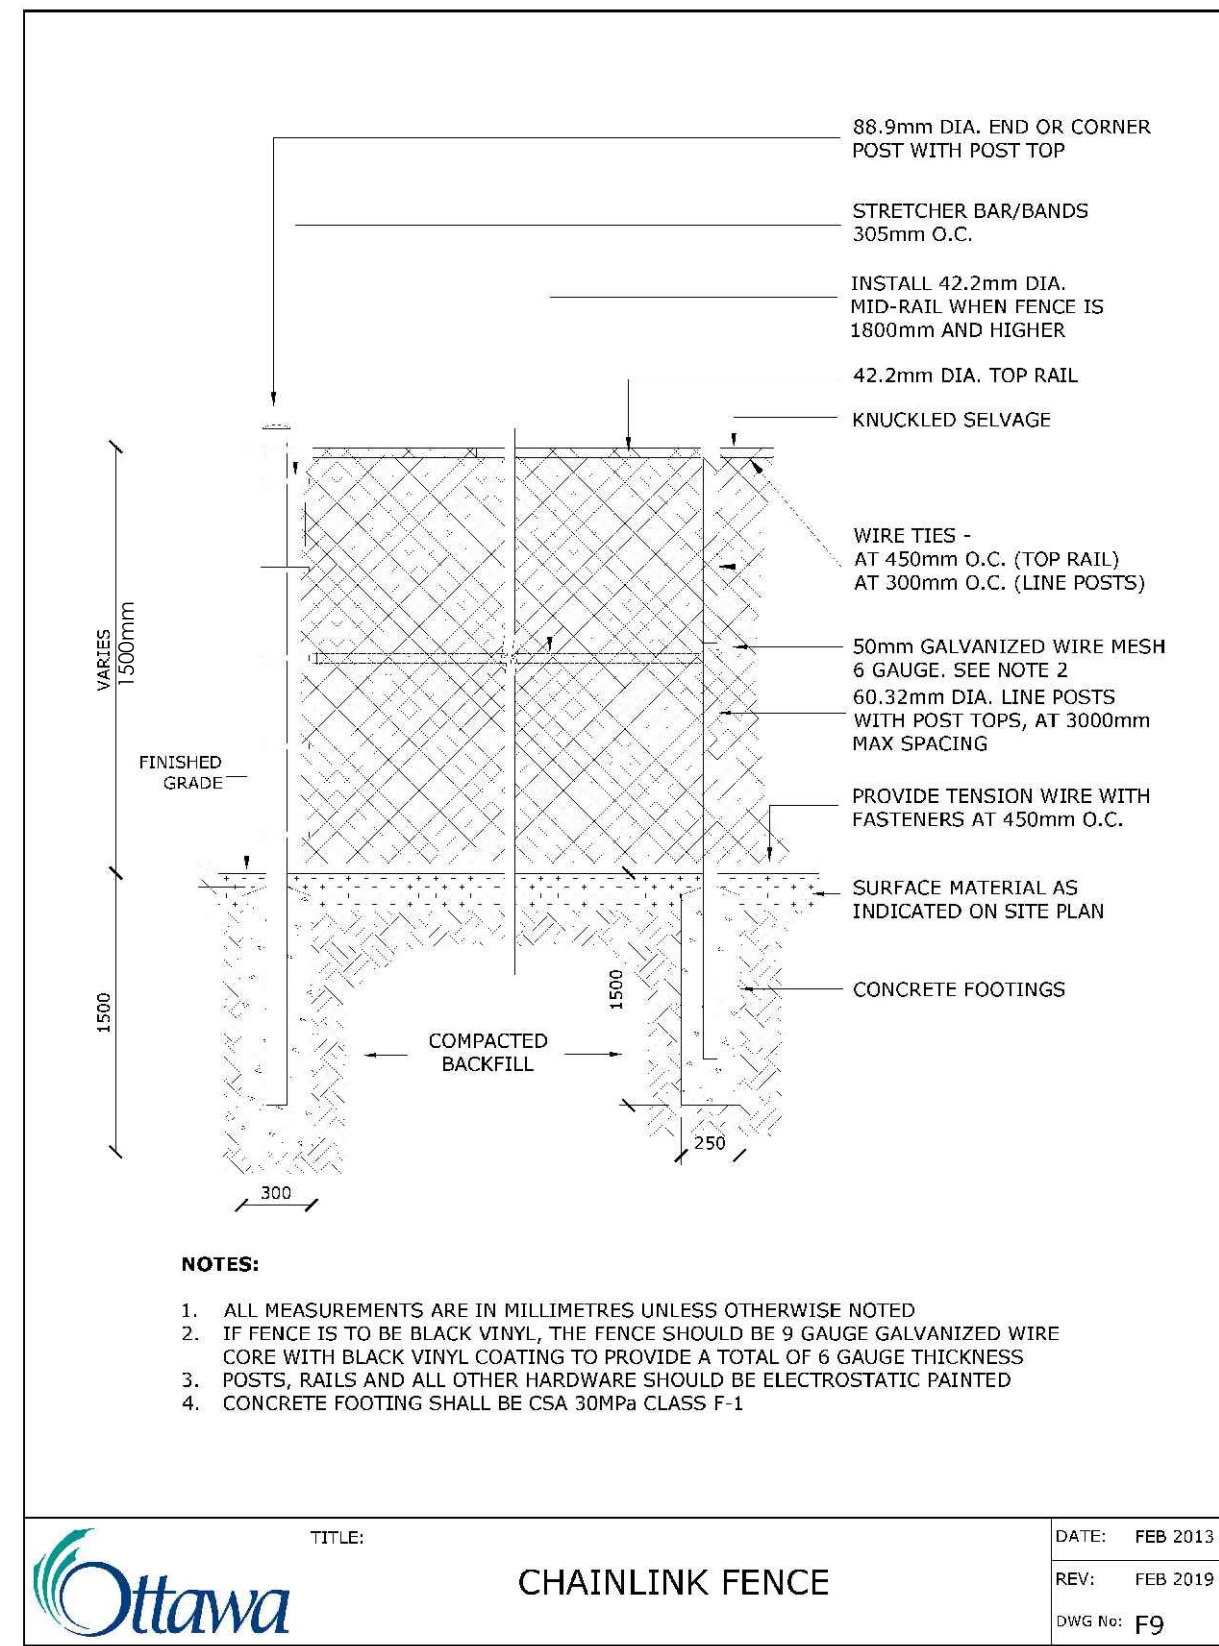 88.9mm DIA. END OR CORNER
POST WITH POST TOP
STRETCHER BAR/BANDS
305mm O.C.
INSTALL 42.2mm DIA.
MID-RAIL WHEN FENCE IS
1800mm AND HIGHER
42.2mm DIA. TOP RAIL
KNUCKLED SELVAGE
WIRE TIES -
AT 450mm O.C. (TOP RAIL)
AT 300mm O.C. (LINE POSTS)
VARIES
1500mm
50mm GALVANIZED WIRE MESH
6 GAUGE. SEE NOTE 2
60.32mm DIA. LINE POSTS
WITH POST TOPS, AT 3000mm
MAX SPACING
FINISHED
GRADE
PROVIDE TENSION WIRE WITH
FASTENERS AT 450mm O.C.
SURFACE MATERIAL AS
INDICATED ON SITE PLAN
1500
1500
CONCRETE FOOTINGS
COMPACTED
BACKFILL
250
300
NOTES:
1. ALL MEASUREMENTS ARE IN MILLIMETRES UNLESS OTHERWISE NOTED
2. IF FENCE IS TO BE BLACK VINYL, THE FENCE SHOULD BE 9 GAUGE GALVANIZED WIRE
CORE WITH BLACK VINYL COATING TO PROVIDE A TOTAL OF 6 GAUGE THICKNESS
3. POSTS, RAILS AND ALL OTHER HARDWARE SHOULD BE ELECTROSTATIC PAINTED
4. CONCRETE FOOTING SHALL BE CSA 30MPa CLASS F-1
Ottawa
TITLE:
CHAINLINK FENCE
DATE: FEB 2013
REV: FEB 2019
DWG No: F9